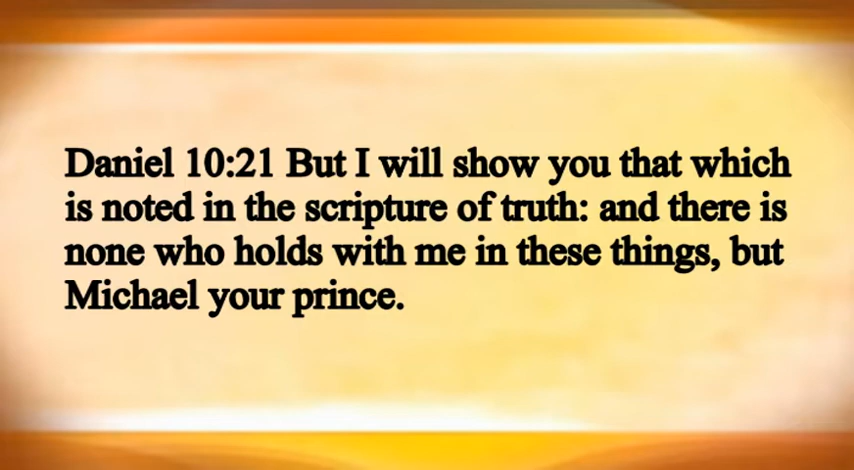 Daniel 10:21 But I will show you that which
is noted in the scripture of truth: and there is
none who holds with me in these things, but
Michael your prince.